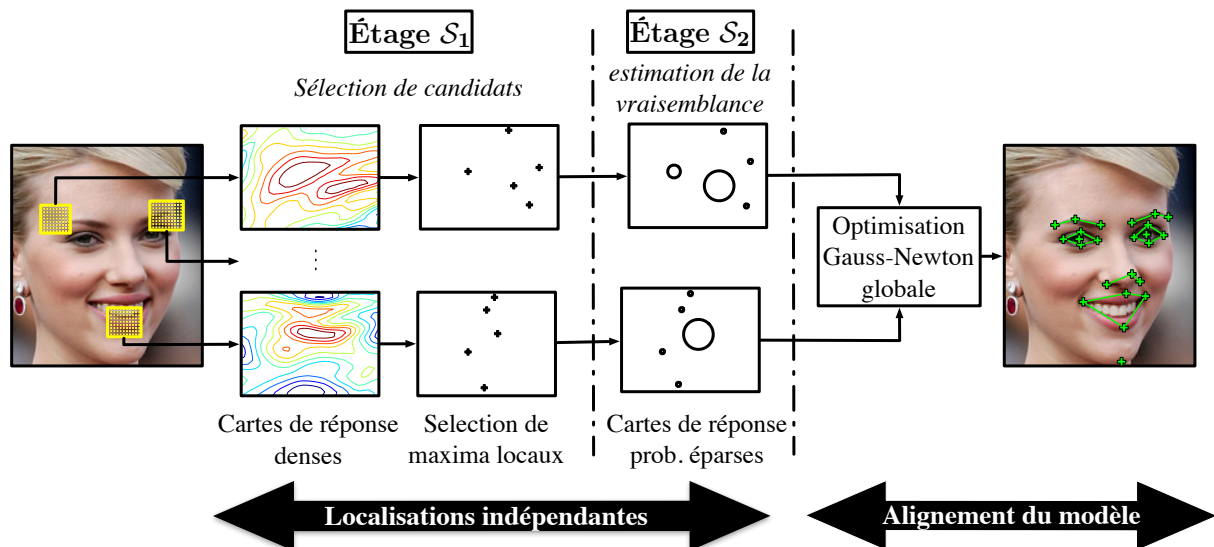 Étage S₁
Étage S₂
Sélection de candidats
estimation de la
vraisemblance
Optimisation
Gauss-Newton
globale
Cartes de réponse
denses
Selection de
maxima locaux
Cartes de réponse
prob. éparses
Localisations indépendantes
Alignement du modèle